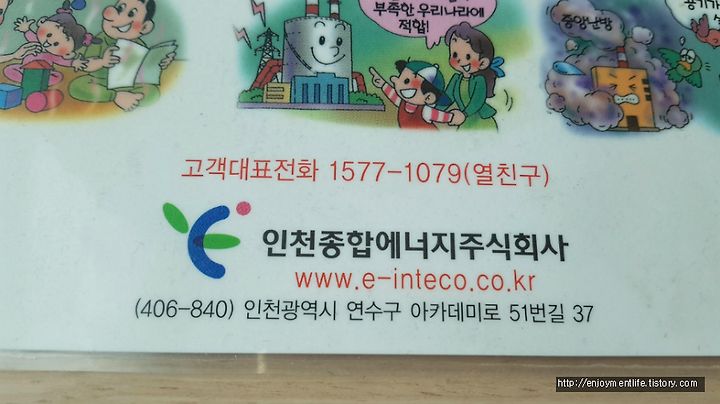 부족한 우리나라에
적합!
중앙난방
공기가
고객대표전화 1577-1079(열친구)
인천종합에너지주식회사
www.e-inteco.co.kr
(406-840) 인천광역시 연수구 아카데미로 51번길 37
http://enjoymentlife.tistory.com